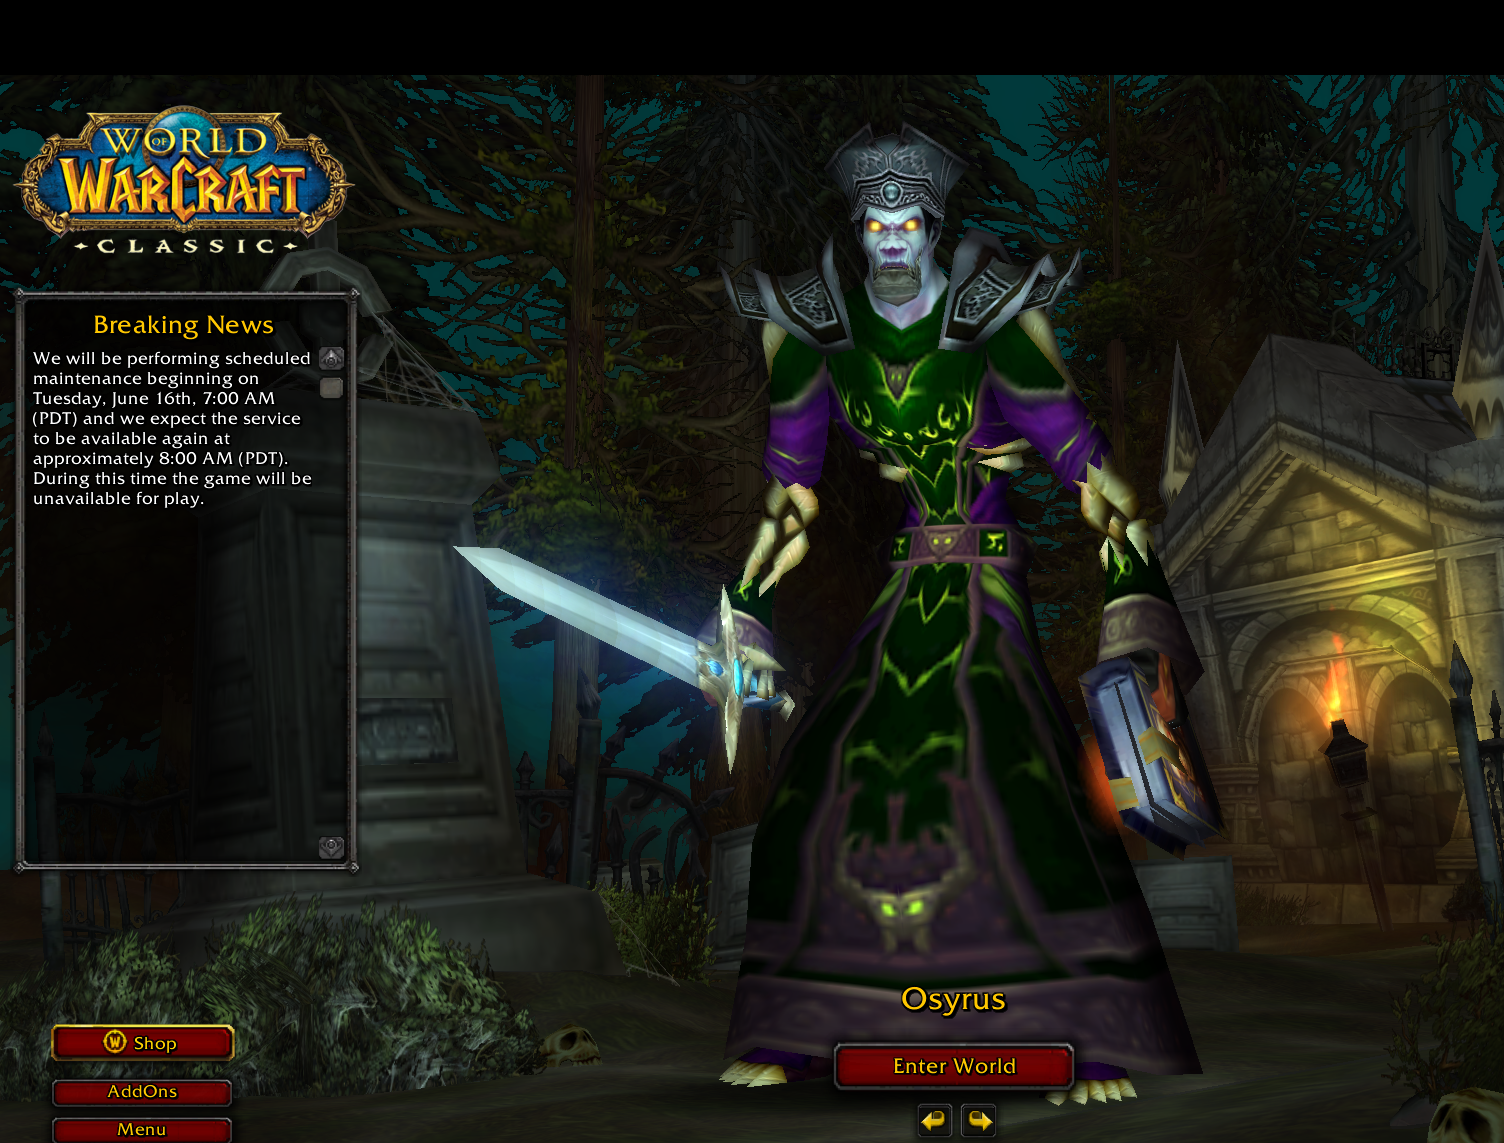 WORLD OF
WARCRAFT
CLASSIC
Breaking News
We will be performing scheduled
maintenance beginning on
Tuesday, June 16th, 7:00 AM
(PDT) and we expect the service
to be available again at
approximately 8:00 AM (PDT).
During this time the game will be
unavailable for play.
Osyrus
Shop
Enter World
AddOns
Menu